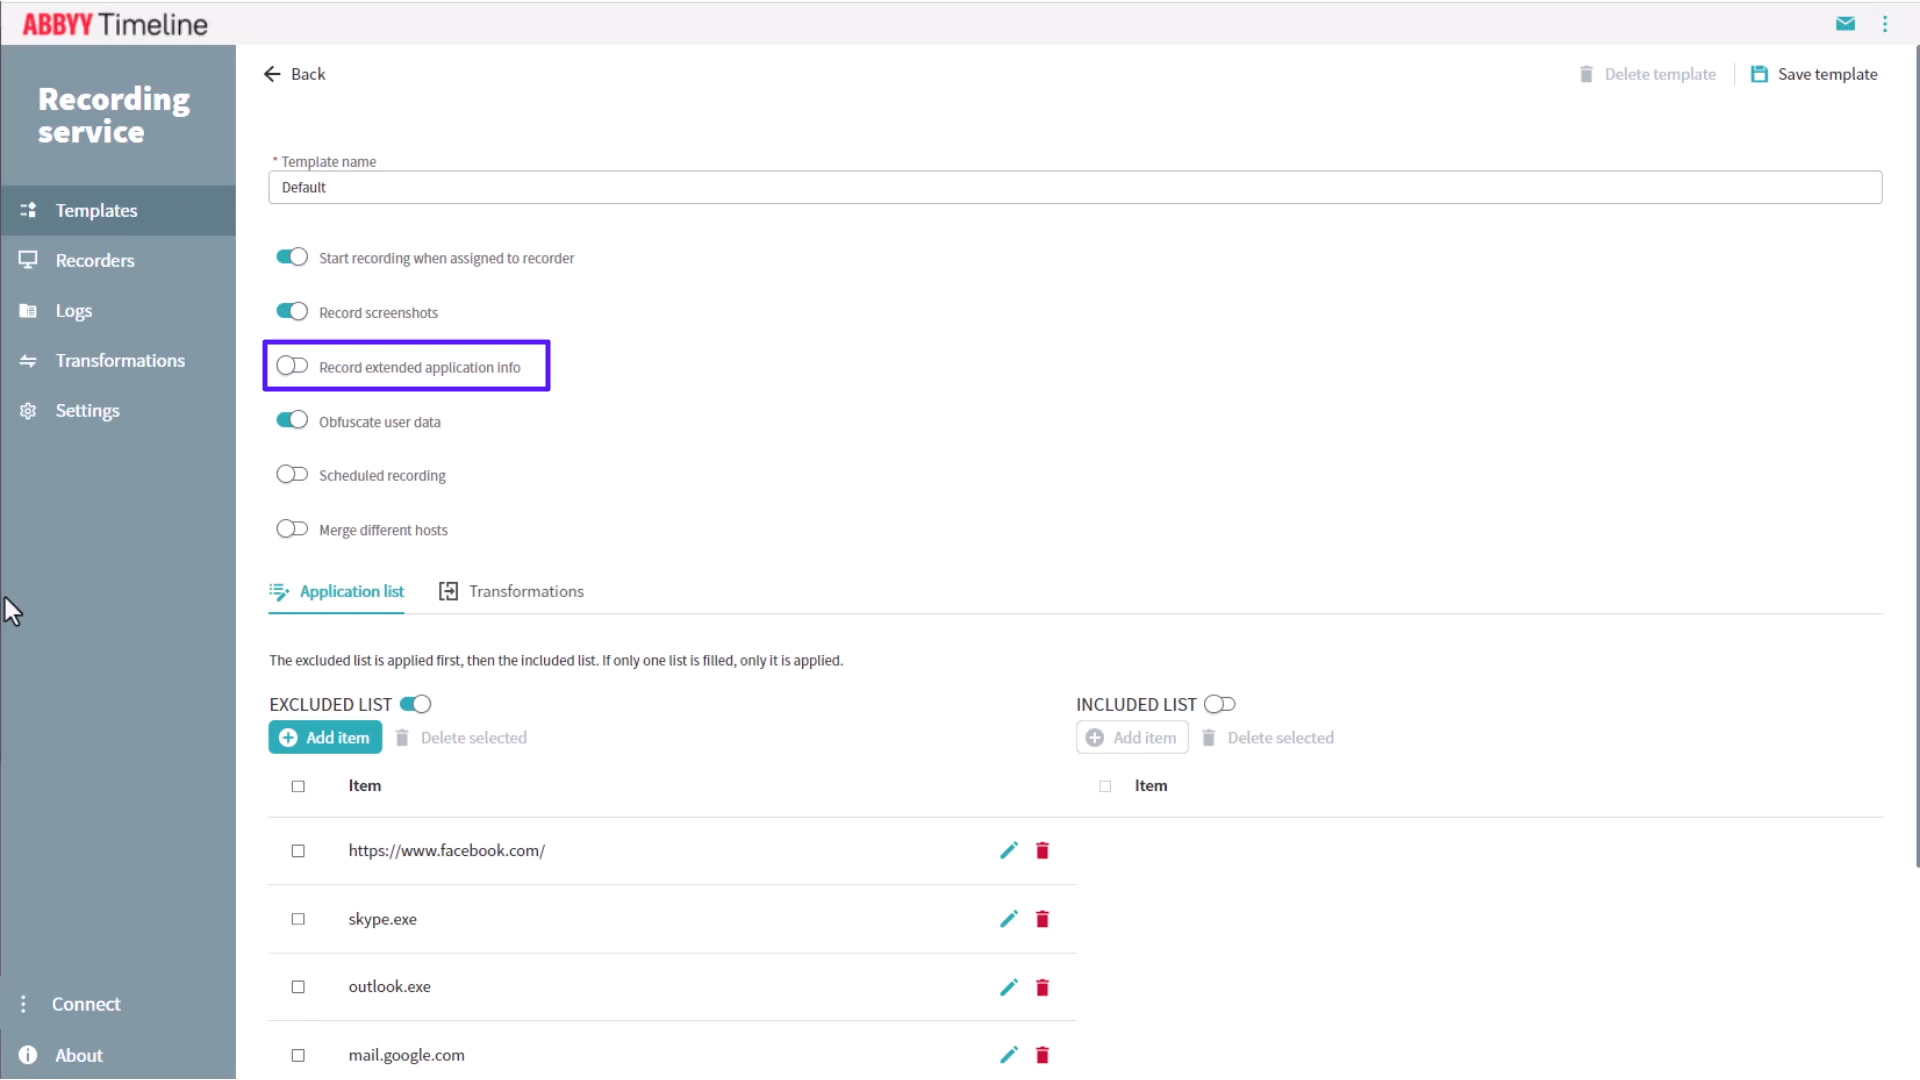 ABBYY Timeline
Recording
service
Templates
Recorders
Logs
Transformations
Settings
Connect
About
Back
Delete template
Save template
* Template name
Default
Start recording when assigned to recorder
Record screenshots
Record extended application info
Obfuscate user data
Scheduled recording
Merge different hosts
Application list
Transformations
The excluded list is applied first, then the included list. If only one list is filled, only it is applied.
EXCLUDED LIST
Add item
Delete selected
Item
https://www.facebook.com/
skype.exe
outlook.exe
mail.google.com
INCLUDED LIST
Add item
Delete selected
Item